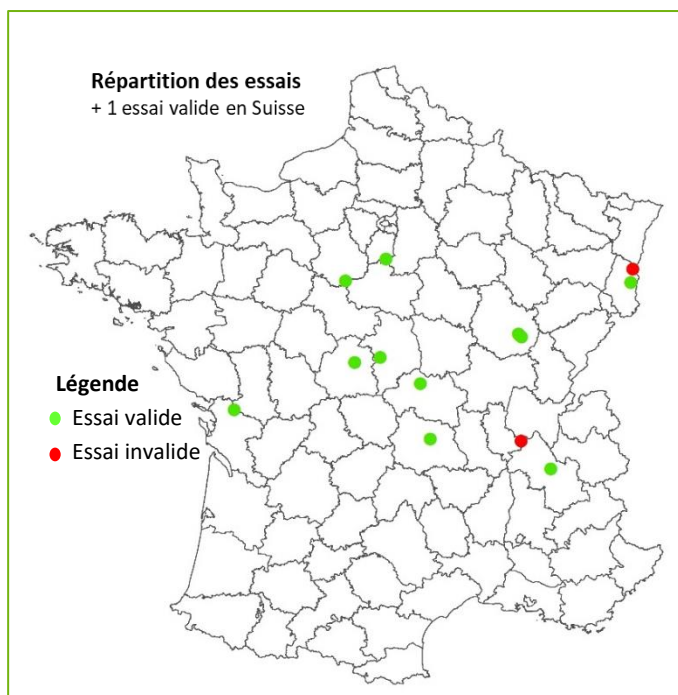 Répartition des essais
+ 1 essai valide en Suisse
Légende
Essai valide
Essai invalide